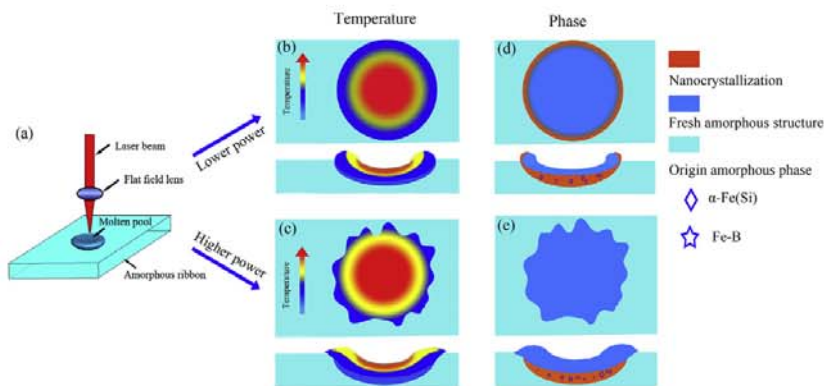 Temperature
Phase
(b)
(d)
Temperature
Nanocrystallization
Fresh amorphous structure
Origin amorphous phase
α-Fe(Si)
Fe-B
(a)
Laser beam
Flat field lens
Molten pool
Amorphous ribbon
Lower power
Higher power
(c)
(e)
Temperature